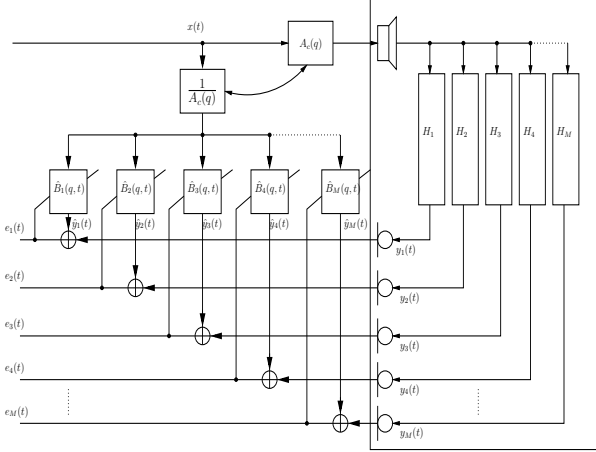 x(t)
A_c(q)
1
A_c(q)
H_1
H_2
H_3
H_4
H_M
B̂_1(q,t)
B̂_2(q,t)
B̂_3(q,t)
B̂_4(q,t)
B̂_M(q,t)
ŷ_1(t)
ŷ_2(t)
ŷ_3(t)
ŷ_4(t)
ŷ_M(t)
e_1(t)
y_1(t)
e_2(t)
y_2(t)
e_3(t)
y_3(t)
e_4(t)
y_4(t)
e_M(t)
y_M(t)